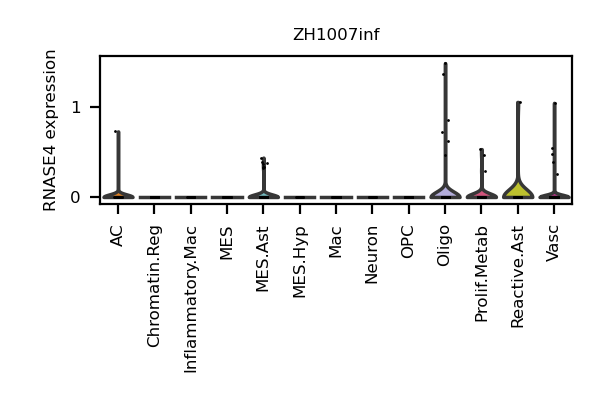 ZH1007inf
RNASE4 expression
1
0
AC
Chromatin.Reg
Inflammatory.Mac
MES
MES.Ast
MES.Hyp
Mac
Neuron
OPC
Oligo
Prolif.Metab
Reactive.Ast
Vasc